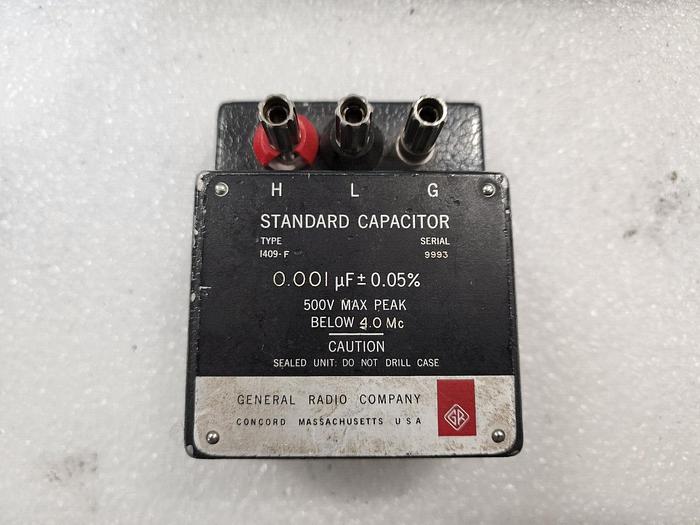 H L G
STANDARD CAPACITOR
TYPE SERIAL
1409-F 9993
0.001 µF ± 0.05%
500V MAX PEAK
BELOW 4.0 Mc
CAUTION
SEALED UNIT: DO NOT DRILL CASE
GENERAL RADIO COMPANY
CONCORD MASSACHUSETTS USA
GR